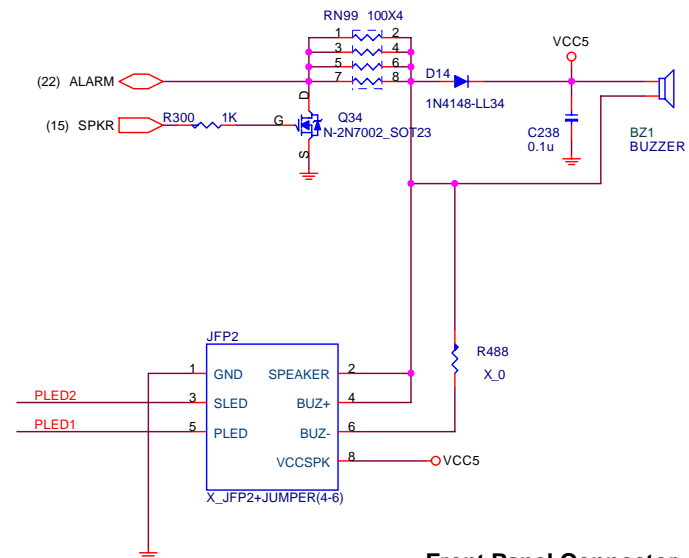 RN99 100X4
1 2
3 4
5 6
7 8
(22) ALARM
D14
1N4148-LL34
VCC5
(15) SPKR
R300 1K
D
G
S
Q34
N-2N7002_SOT23
C238
0.1u
BZ1
BUZZER
JFP2
1 GND SPEAKER 2
PLED2 3 SLED BUZ+ 4
PLED1 5 PLED BUZ- 6
VCCSPK 8 VCC5
X_JFP2+JUMPER(4-6)
R488
X_0
Front Panel Connector